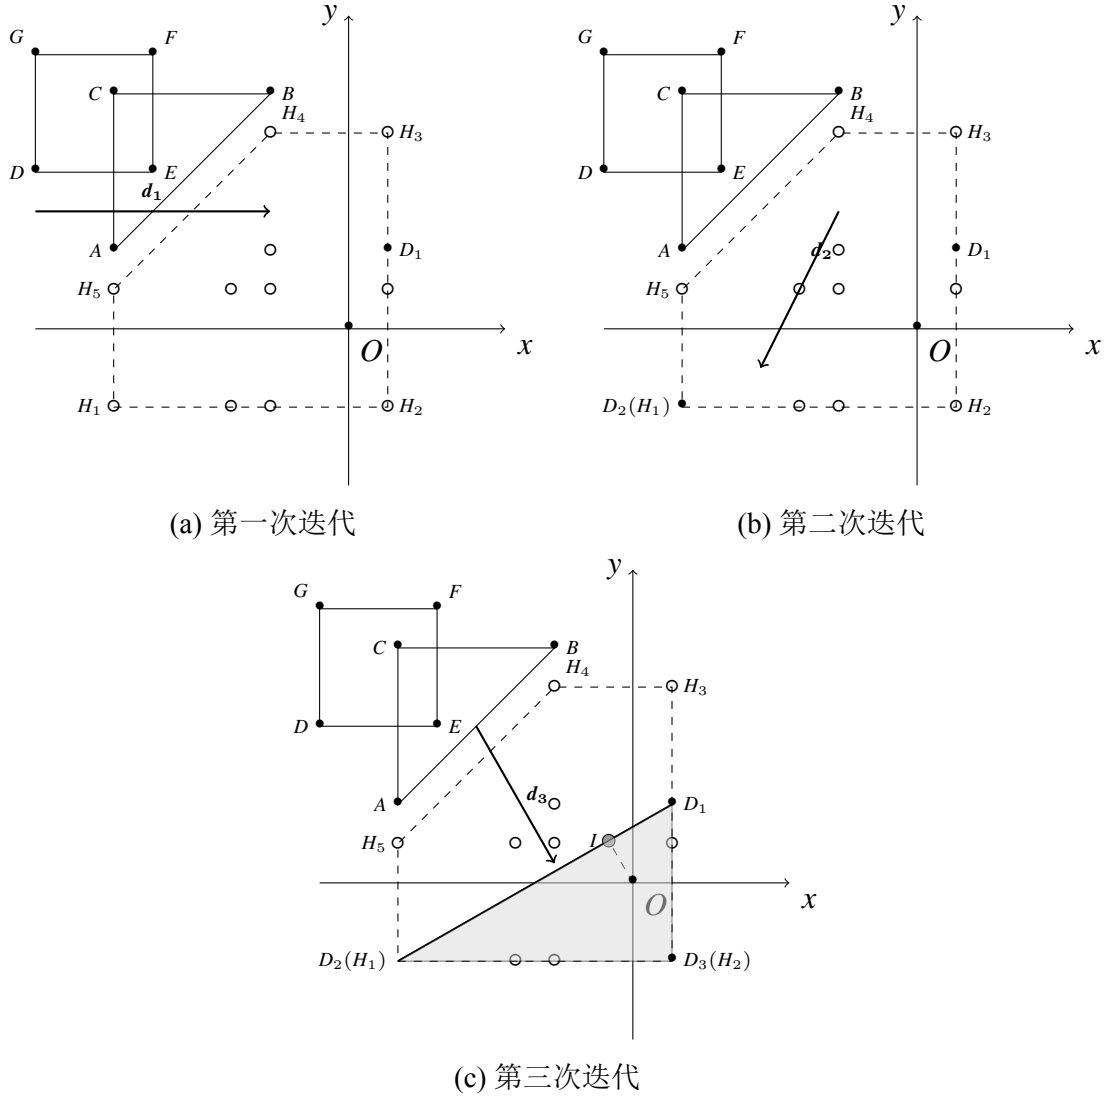 y
G
F
C
B
H₄
H₃
D
E
d₁
A
D₁
H₅
x
O
H₁
H₂
(a) 第一次迭代
y
G
F
C
B
H₄
H₃
D
E
A
d₂
D₁
H₅
x
O
D₂(H₁)
H₂
(b) 第二次迭代
y
G
F
C
B
H₄
H₃
D
E
d₃
A
D₁
H₅
I
x
O
D₂(H₁)
D₃(H₂)
(c) 第三次迭代